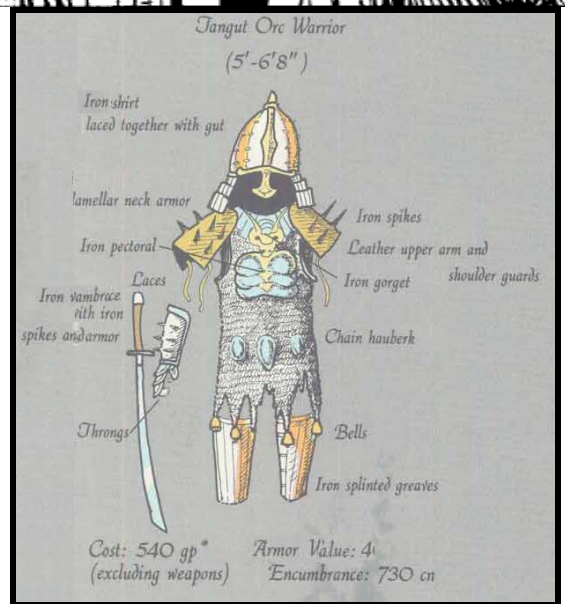 Tangut Orc Warrior
(5'-6'8")
Iron shirt
laced together with gut
lamellar neck armor
Iron pectoral
Laces
Iron vambrace
with iron
spikes and armor
Throngs
Iron spikes
Leather upper arm and
shoulder guards
Iron gorget
Chain hauberk
Bells
Iron splinted greaves
Cost: 540 gp*
(excluding weapons)
Armor Value: 4
Encumbrance: 730 cn